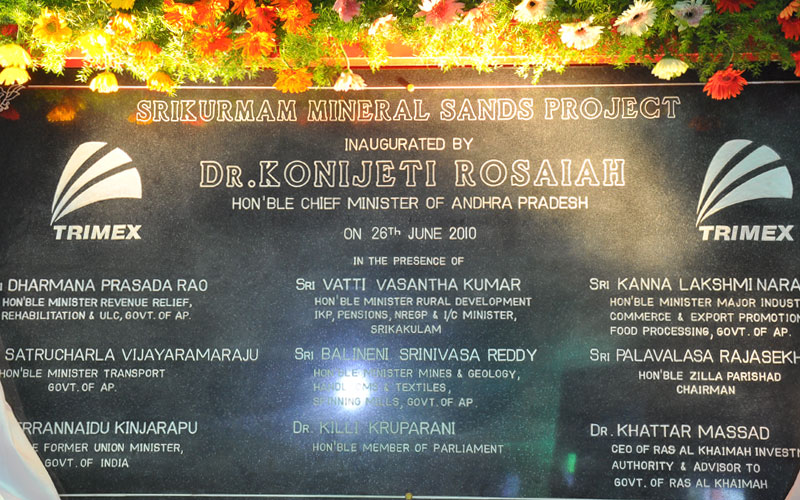 SRIKURMAM MINERAL SANDS PROJECT
INAUGURATED BY
DR. KONIJETI ROSAIAH
HON'BLE CHIEF MINISTER OF ANDHRA PRADESH
ON 26TH JUNE 2010
IN THE PRESENCE OF
TRIMEX
TRIMEX
DHARMANA PRASADA RAO
HON'BLE MINISTER REVENUE RELIEF,
REHABILITATION & ULC, GOVT. OF AP.
SRI VATTI VASANTHA KUMAR
HON'BLE MINISTER RURAL DEVELOPMENT
IKP, PENSIONS, NREGP & I/C MINISTER,
SRIKAKULAM
SRI KANNA LAKSHMI NARA
HON'BLE MINISTER MAJOR INDUST
COMMERCE & EXPORT PROMOTION
FOOD PROCESSING, GOVT. OF AP.
SATRUCHARLA VIJAYARAMARAJU
HON'BLE MINISTER TRANSPORT
GOVT. OF AP.
SRI BALINENI SRINIVASA REDDY
HON'BLE MINISTER MINES & GEOLOGY,
HANDLOOMS & TEXTILES,
SPINNING MILLS, GOVT. OF AP.
SRI PALAVALASA RAJASEKH
HON'BLE ZILLA PARISHAD
CHAIRMAN
RRANNAIDU KINJARAPU
FORMER UNION MINISTER,
GOVT. OF INDIA
DR. KILLI KRUPARANI
HON'BLE MEMBER OF PARLIAMENT
DR. KHATTAR MASSAD
CEO OF RAS AL KHAIMAH INVESTM
AUTHORITY & ADVISOR TO
GOVT. OF RAS AL KHAIMAH